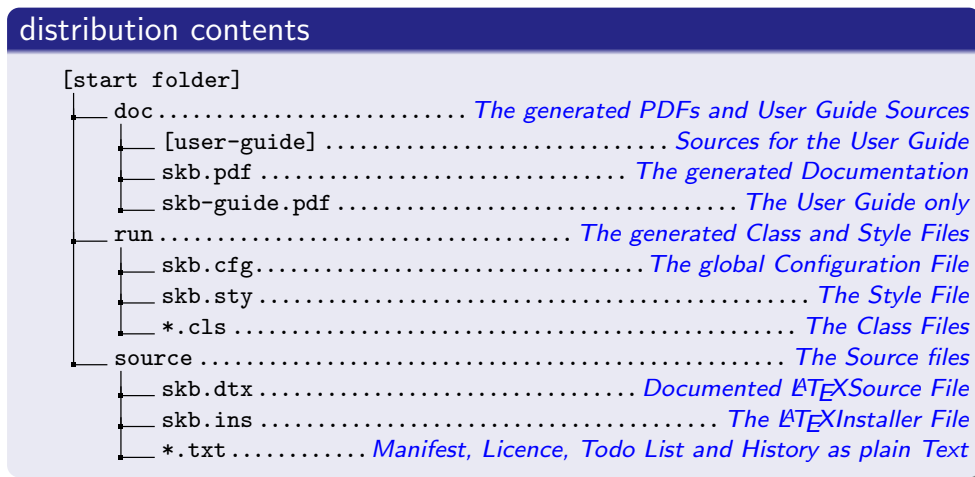 distribution contents
[start folder]
doc........................... The generated PDFs and User Guide Sources
[user-guide] ................................ Sources for the User Guide
skb.pdf .................................. The generated Documentation
skb-guide.pdf..................................... The User Guide only
run...................................... The generated Class and Style Files
skb.cfg.................................... The global Configuration File
skb.sty................................................... The Style File
*.cls.................................................... The Class Files
source...................................................... The Source files
skb.dtx................................... Documented LATEXSource File
skb.ins .......................................... The LATEXInstaller File
*.txt............ Manifest, Licence, Todo List and History as plain Text